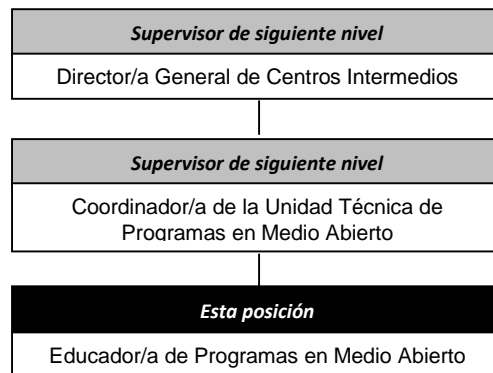 Supervisor de siguiente nivel
Director/a General de Centros Intermedios
Supervisor de siguiente nivel
Coordinador/a de la Unidad Técnica de
Programas en Medio Abierto
Esta posición
Educador/a de Programas en Medio Abierto